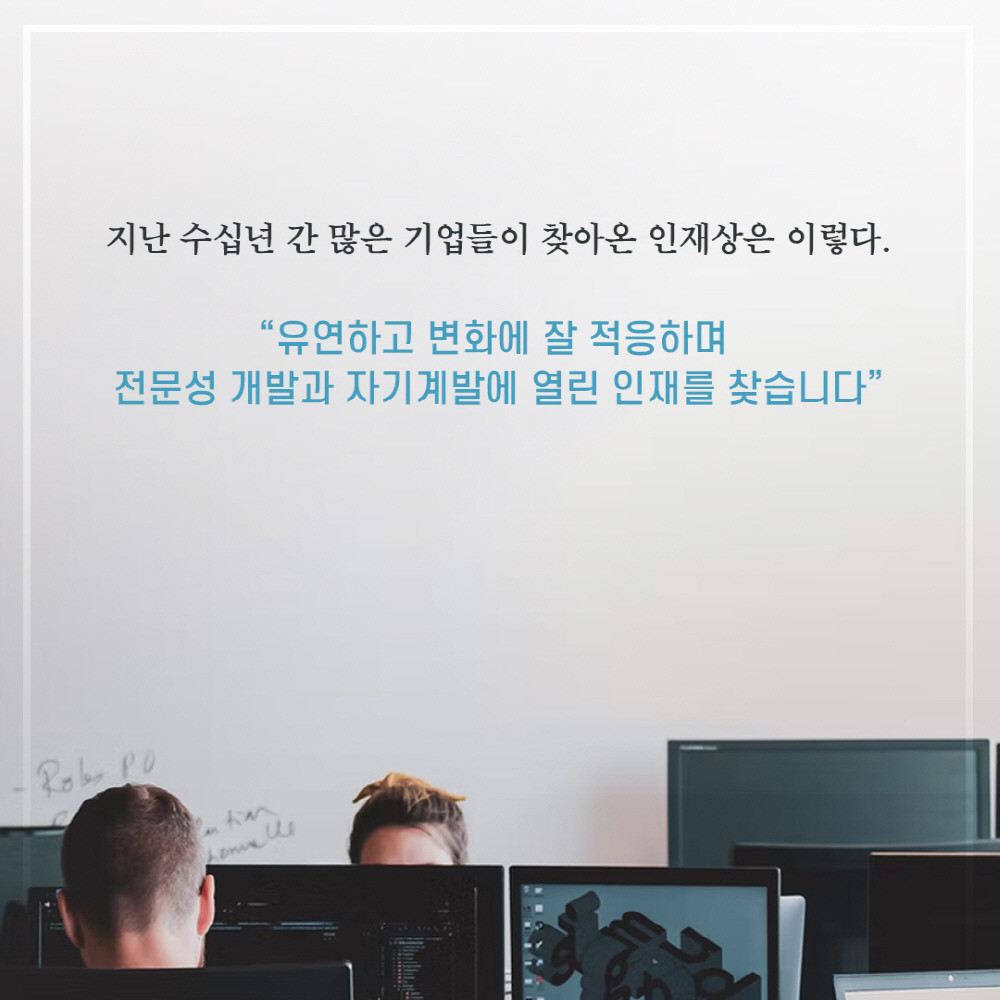 지난 수십년 간 많은 기업들이 찾아온 인재상은 이렇다.
“유연하고 변화에 잘 적응하며
전문성 개발과 자기계발에 열린 인재를 찾습니다”
- Roles PO